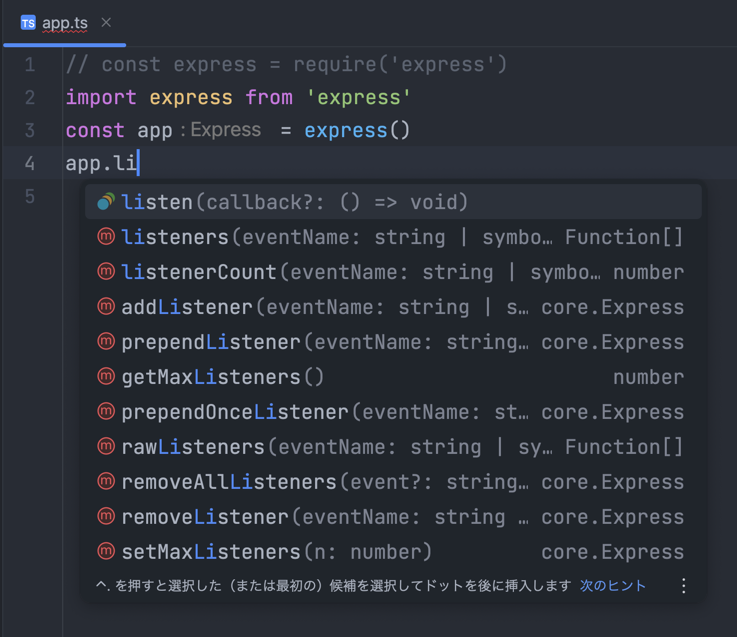 TS app.ts ×
1 // const express = require('express')
2 import express from 'express'
3 const app : Express = express()
4 app.li
5
listen(callback?: () => void)
listeners(eventName: string | symbo… Function[]
listenerCount(eventName: string | symbo… number
addListener(eventName: string | s… core.Express
prependListener(eventName: string… core.Express
getMaxListeners() number
prependOnceListener(eventName: st… core.Express
rawListeners(eventName: string | sy… Function[]
removeAllListeners(event?: string… core.Express
removeListener(eventName: string … core.Express
setMaxListeners(n: number) core.Express
^. を押すと選択した（または最初の）候補を選択してドットを後に挿入します 次のヒント